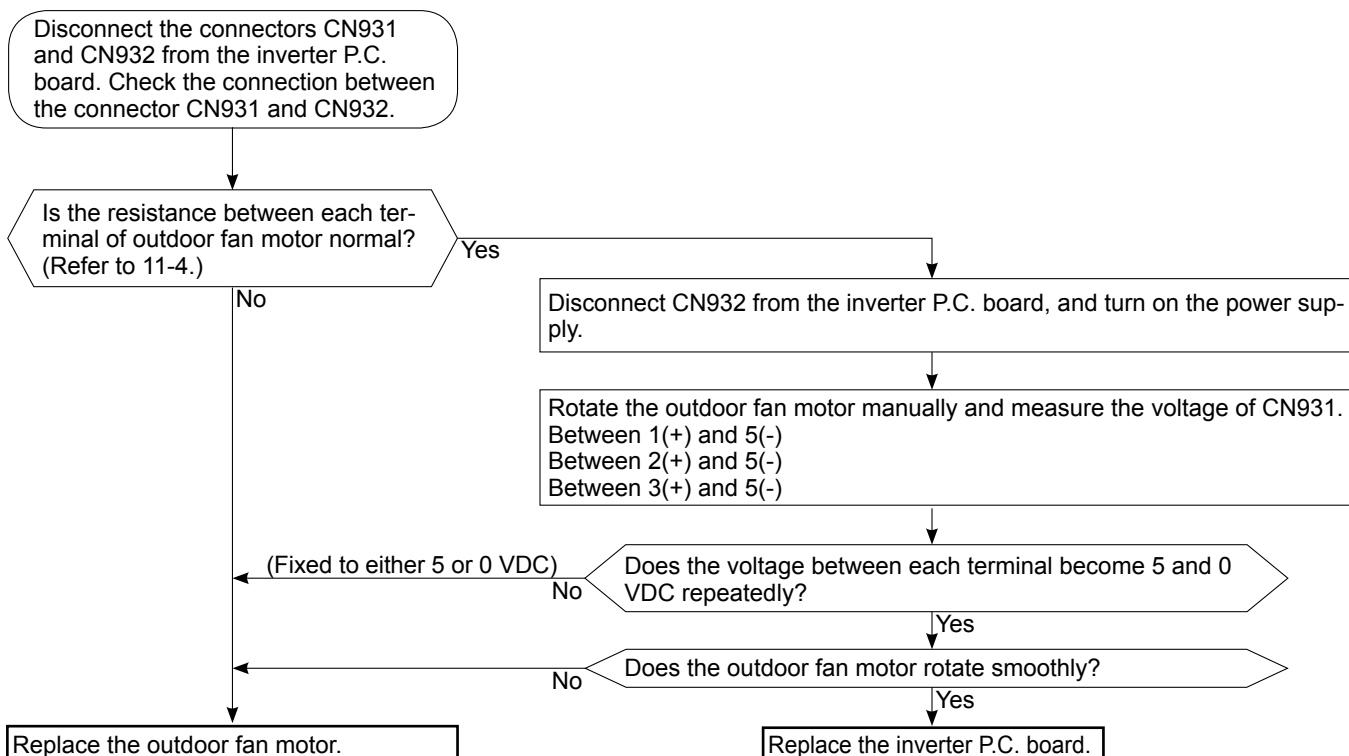 Disconnect the connectors CN931
and CN932 from the inverter P.C.
board. Check the connection between
the connector CN931 and CN932.
Is the resistance between each ter-
minal of outdoor fan motor normal?
(Refer to 11-4.)
Yes
No
Disconnect CN932 from the inverter P.C. board, and turn on the power sup-
ply.
Rotate the outdoor fan motor manually and measure the voltage of CN931.
Between 1(+) and 5(-)
Between 2(+) and 5(-)
Between 3(+) and 5(-)
(Fixed to either 5 or 0 VDC)
No
Does the voltage between each terminal become 5 and 0
VDC repeatedly?
Yes
No
Does the outdoor fan motor rotate smoothly?
Yes
Replace the outdoor fan motor.
Replace the inverter P.C. board.